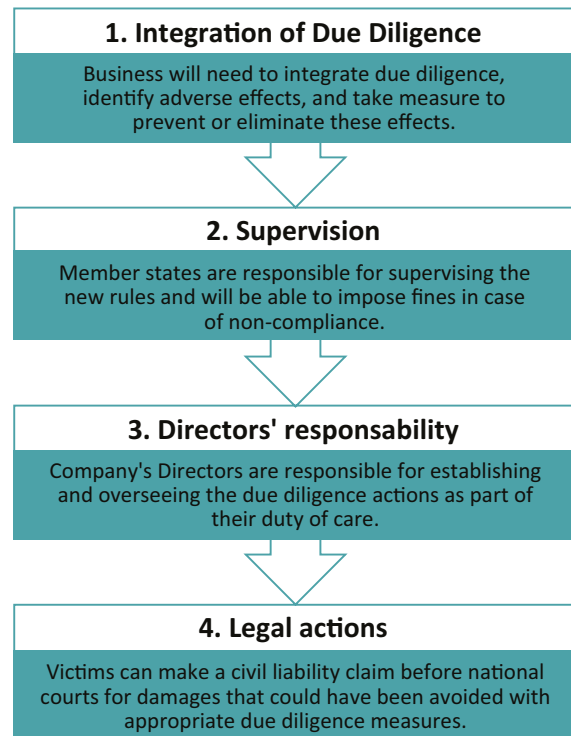 1. Integration of Due Diligence
Business will need to integrate due diligence,
identify adverse effects, and take measure to
prevent or eliminate these effects.
2. Supervision
Member states are responsible for supervising the
new rules and will be able to impose fines in case
of non-compliance.
3. Directors' responsability
Company's Directors are responsible for establishing
and overseeing the due diligence actions as part of
their duty of care.
4. Legal actions
Victims can make a civil liability claim before national
courts for damages that could have been avoided with
appropriate due diligence measures.